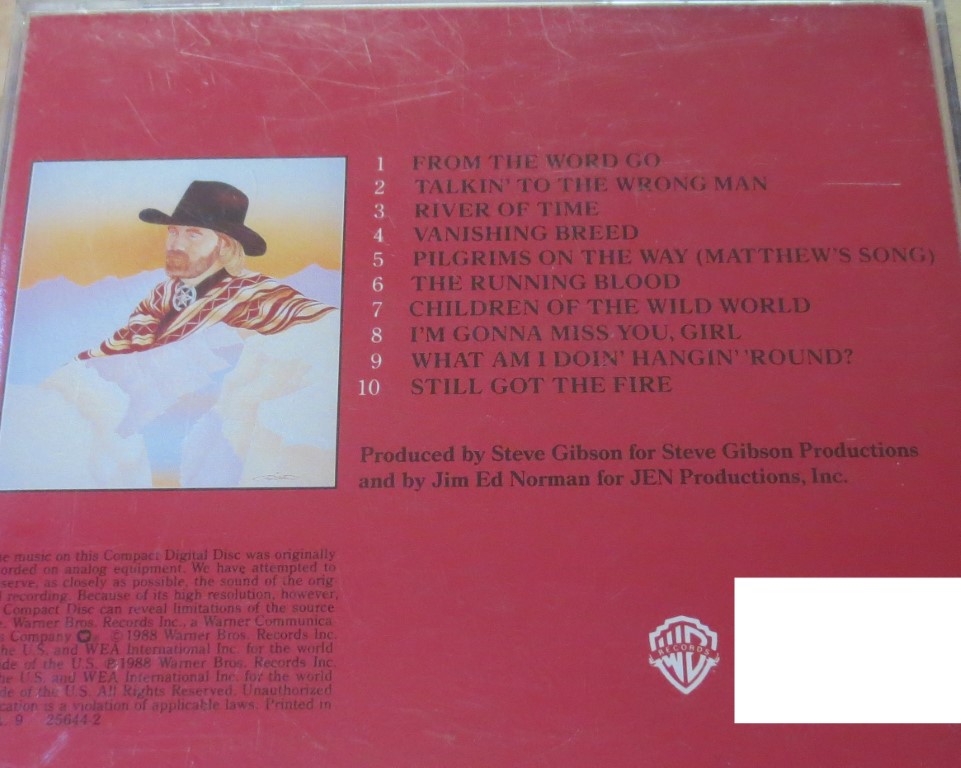 1 FROM THE WORD GO
2 TALKIN' TO THE WRONG MAN
3 RIVER OF TIME
4 VANISHING BREED
5 PILGRIMS ON THE WAY (MATTHEW'S SONG)
6 THE RUNNING BLOOD
7 CHILDREN OF THE WILD WORLD
8 I'M GONNA MISS YOU, GIRL
9 WHAT AM I DOIN' HANGIN' 'ROUND?
10 STILL GOT THE FIRE
Produced by Steve Gibson for Steve Gibson Productions
and by Jim Ed Norman for JEN Productions, Inc.
e music on this Compact Digital Disc was originally
orded on analog equipment. We have attempted to
serve, as closely as possible, the sound of the orig-
l recording. Because of its high resolution, however,
Compact Disc can reveal limitations of the source
Warner Bros. Records Inc., a Warner Communica-
s Company © 1988 Warner Bros. Records Inc.
he U.S. and WEA International Inc. for the world
ide of the U.S. ℗ 1988 Warner Bros. Records Inc.
he U.S. and WEA International Inc. for the world
ide of the U.S. All Rights Reserved. Unauthorized
cation is a violation of applicable laws. Printed in
9 25644-2
WB
RECORDS